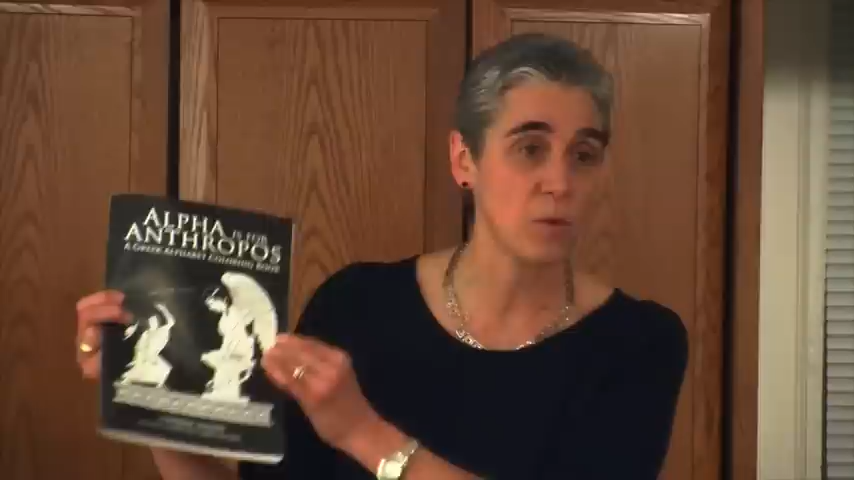 ALPHA IS FOR
ANTHROPOS
A GREEK ALPHABET COLORING BOOK